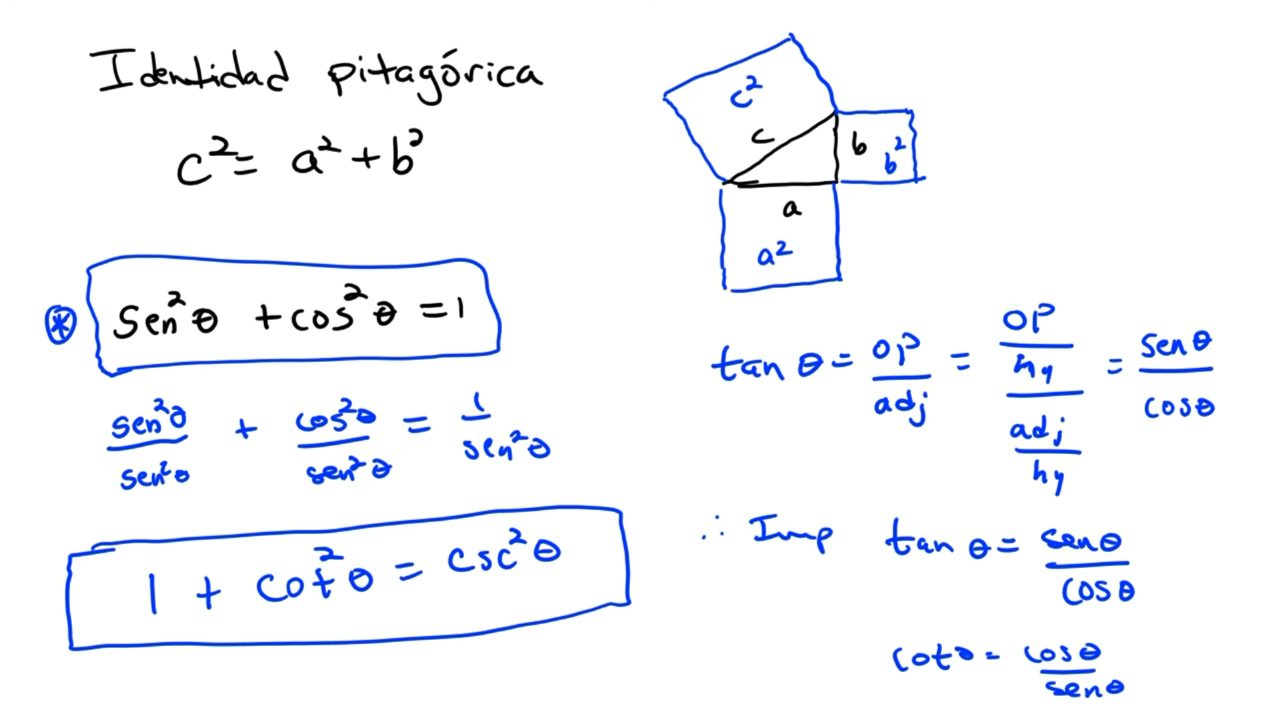 Identidad pitagórica
c² = a² + b²
c²
c
b
b²
a
a²
⊛ sen²θ + cos²θ = 1
sen²θ/sen²θ + cos²θ/sen²θ = 1/sen²θ
1 + cot²θ = csc²θ
tan θ = op/adj = (op/hy)/(adj/hy) = senθ/cosθ
∴ Imp tan θ = senθ/cosθ
cotθ = cosθ/senθ